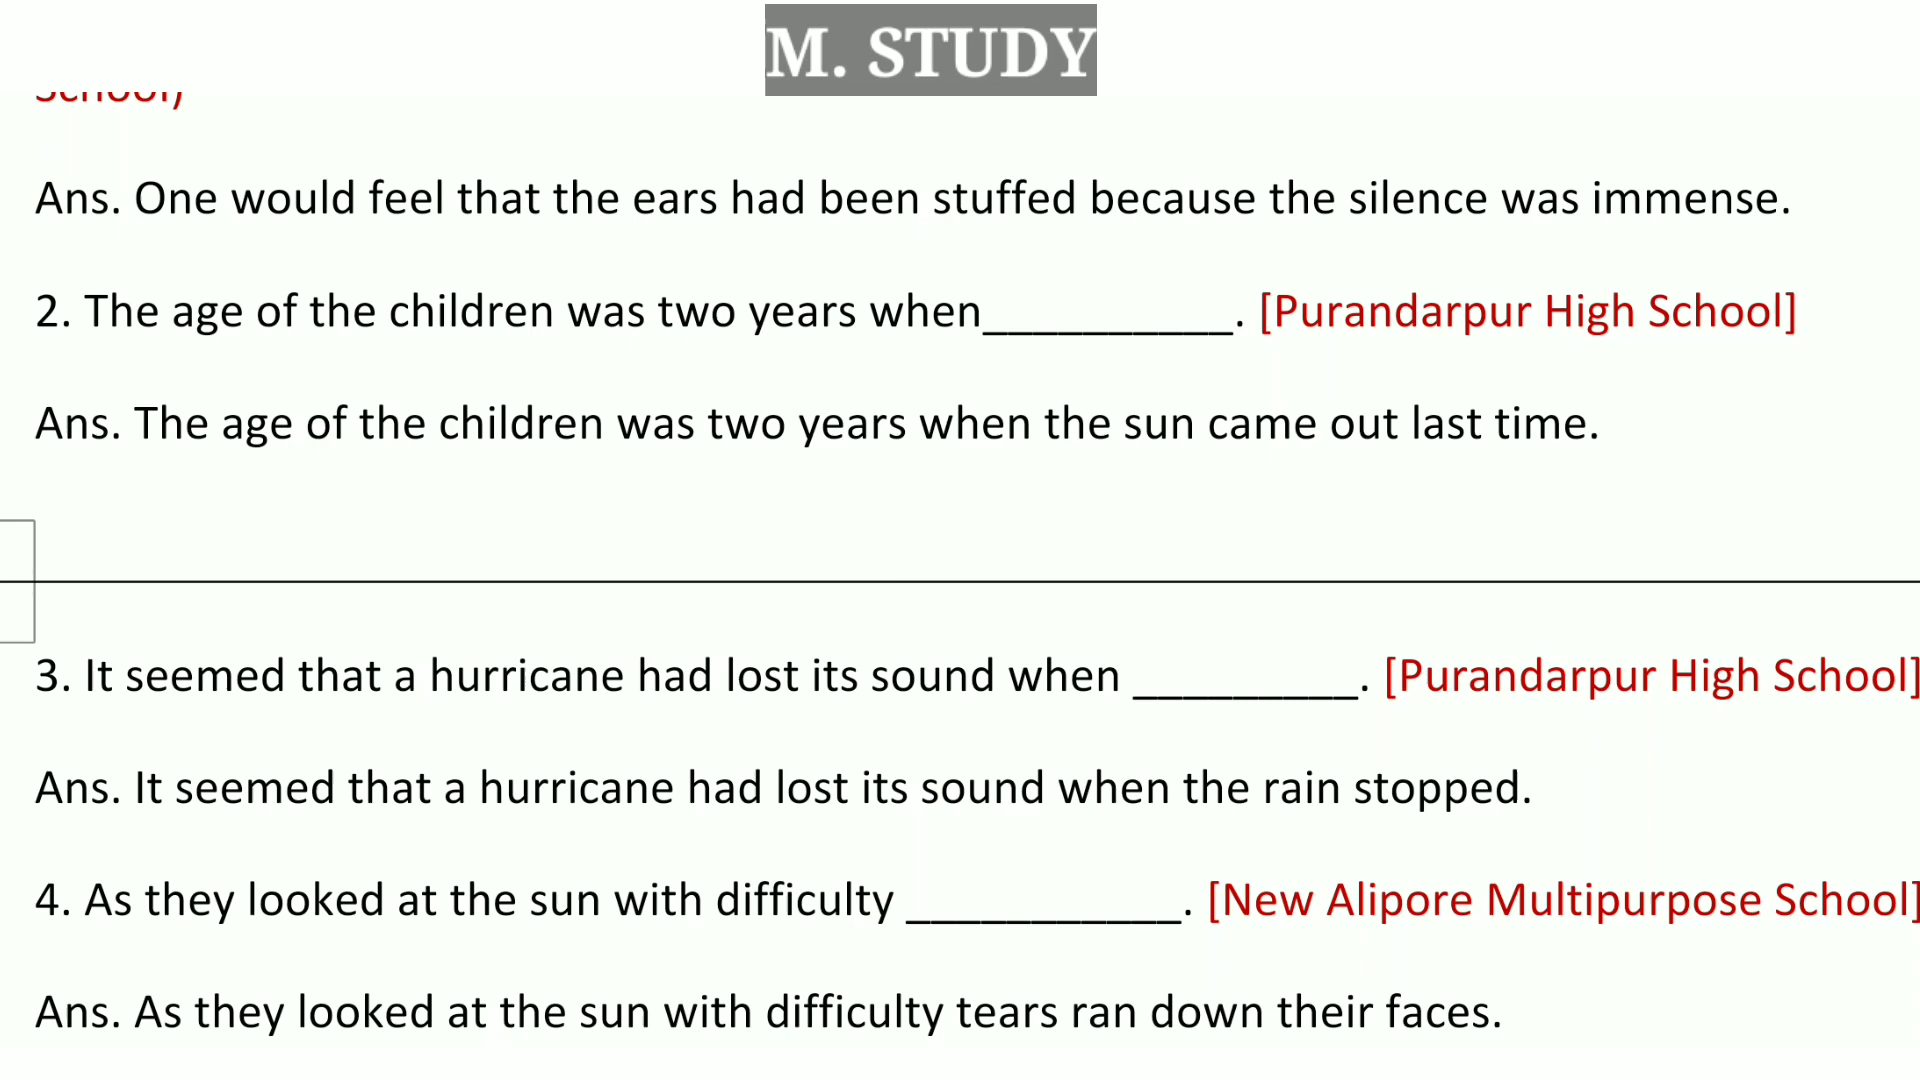 M. STUDY
School)
Ans. One would feel that the ears had been stuffed because the silence was immense.
2. The age of the children was two years when__________. [Purandarpur High School]
Ans. The age of the children was two years when the sun came out last time.
3. It seemed that a hurricane had lost its sound when _________. [Purandarpur High School]
Ans. It seemed that a hurricane had lost its sound when the rain stopped.
4. As they looked at the sun with difficulty ___________. [New Alipore Multipurpose School]
Ans. As they looked at the sun with difficulty tears ran down their faces.